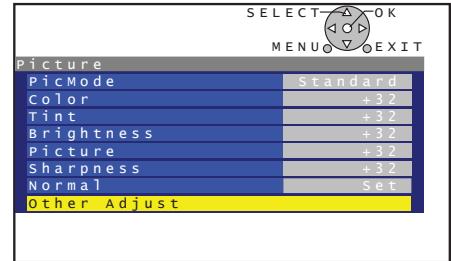 SELECT OK
MENU EXIT
Picture
PicMode Standard
Color +32
Tint +32
Brightness +32
Picture +32
Sharpness +32
Normal Set
Other Adjust